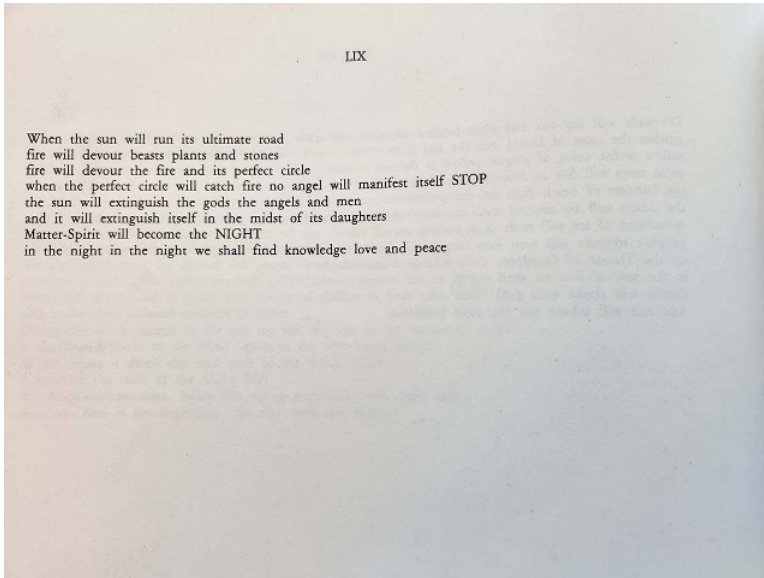 LIX
When the sun will run its ultimate road
fire will devour beasts plants and stones
fire will devour the fire and its perfect circle
when the perfect circle will catch fire no angel will manifest itself STOP
the sun will extinguish the gods the angels and men
and it will extinguish itself in the midst of its daughters
Matter-Spirit will become the NIGHT
in the night in the night we shall find knowledge love and peace